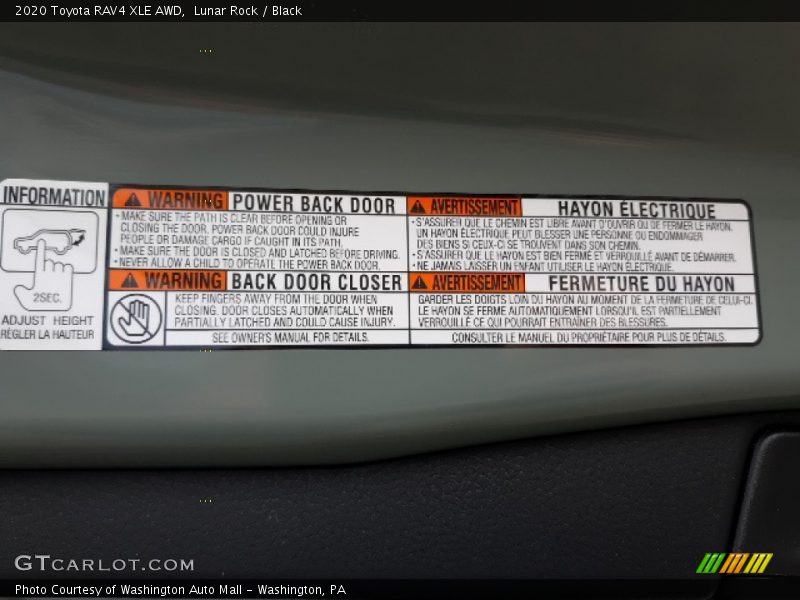 2020 Toyota RAV4 XLE AWD,  Lunar Rock / Black
INFORMATION
2SEC.
ADJUST HEIGHT
RÉGLER LA HAUTEUR
WARNING POWER BACK DOOR
• MAKE SURE THE PATH IS CLEAR BEFORE OPENING OR
CLOSING THE DOOR. POWER BACK DOOR COULD INJURE
PEOPLE OR DAMAGE CARGO IF CAUGHT IN ITS PATH.
• MAKE SURE THE DOOR IS CLOSED AND LATCHED BEFORE DRIVING.
• NEVER ALLOW A CHILD TO OPERATE THE POWER BACK DOOR.
WARNING BACK DOOR CLOSER
KEEP FINGERS AWAY FROM THE DOOR WHEN
CLOSING. DOOR CLOSES AUTOMATICALLY WHEN
PARTIALLY LATCHED AND COULD CAUSE INJURY.
SEE OWNER'S MANUAL FOR DETAILS.
AVERTISSEMENT HAYON ÉLECTRIQUE
• S'ASSURER QUE LE CHEMIN EST LIBRE AVANT D'OUVRIR OU DE FERMER LE HAYON.
UN HAYON ÉLECTRIQUE PEUT BLESSER UNE PERSONNE OU ENDOMMAGER
DES BIENS SI CEUX-CI SE TROUVENT DANS SON CHEMIN.
• S'ASSURER QUE LE HAYON EST BIEN FERMÉ ET VERROUILLÉ AVANT DE DÉMARRER.
• NE JAMAIS LAISSER UN ENFANT UTILISER LE HAYON ÉLECTRIQUE.
AVERTISSEMENT FERMETURE DU HAYON
GARDER LES DOIGTS LOIN DU HAYON AU MOMENT DE LA FERMETURE DE CELUI-CI.
LE HAYON SE FERME AUTOMATIQUEMENT LORSQU'IL EST PARTIELLEMENT
VERROUILLÉ CE QUI POURRAIT ENTRAÎNER DES BLESSURES.
CONSULTER LE MANUEL DU PROPRIÉTAIRE POUR PLUS DE DÉTAILS.
GTCARLOT.COM
Photo Courtesy of Washington Auto Mall - Washington, PA